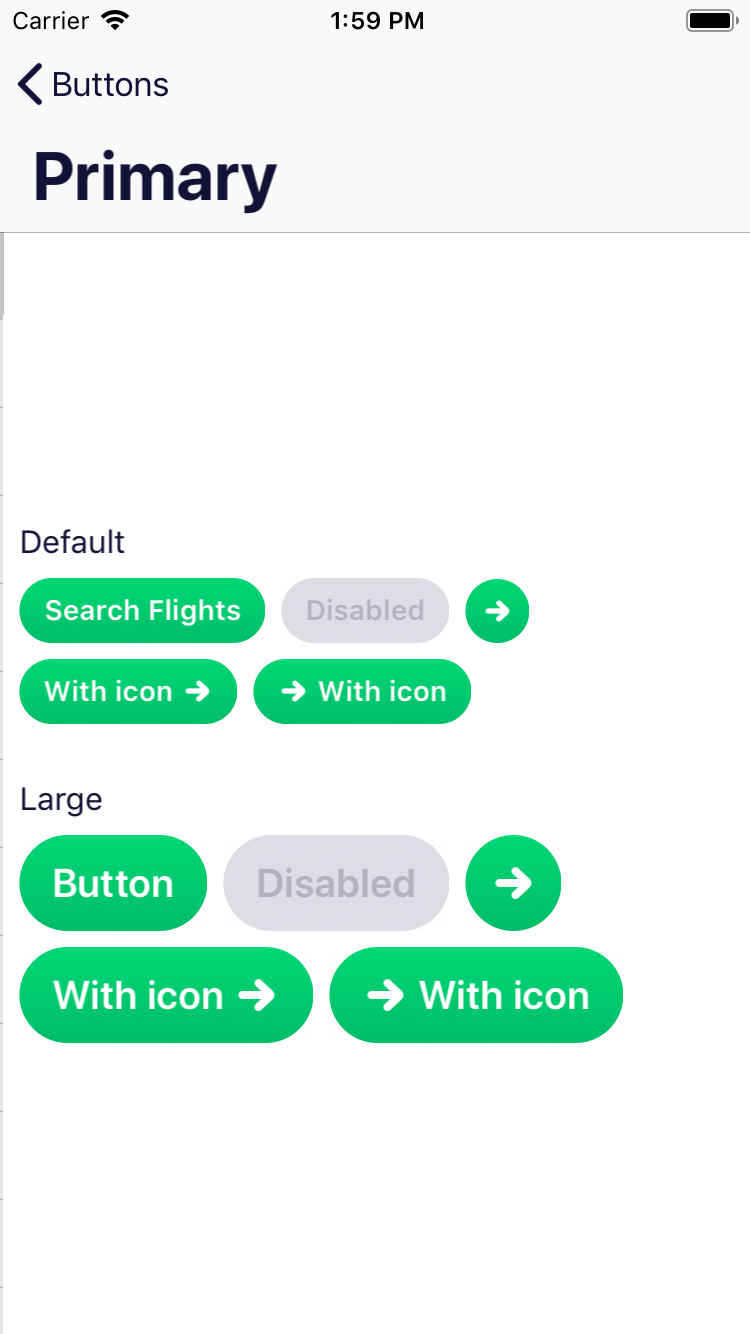 Carrier 1:59 PM
Buttons
Primary
Default
Search Flights Disabled
With icon With icon
Large
Button Disabled
With icon With icon